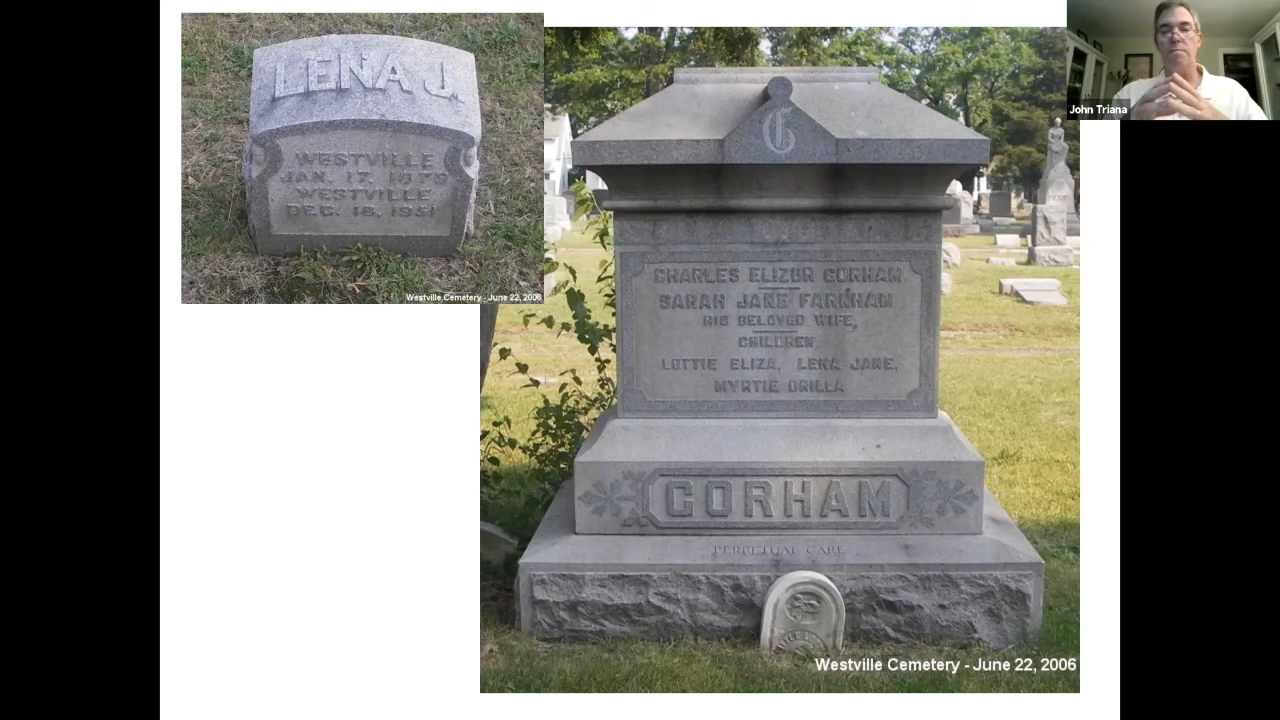 LENA J.
WESTVILLE
JAN. 17. 1878
WESTVILLE
DEC. 16. 1951
Westville Cemetery - June 22, 2006
John Triana
G
CHARLES ELIZUR GORHAM
SARAH JANE FARNHAM
HIS BELOVED WIFE,
CHILDREN
LOTTIE ELIZA, LENA JANE,
MYRTIE ORILLA
GORHAM
PERPETUAL CARE
Westville Cemetery - June 22, 2006